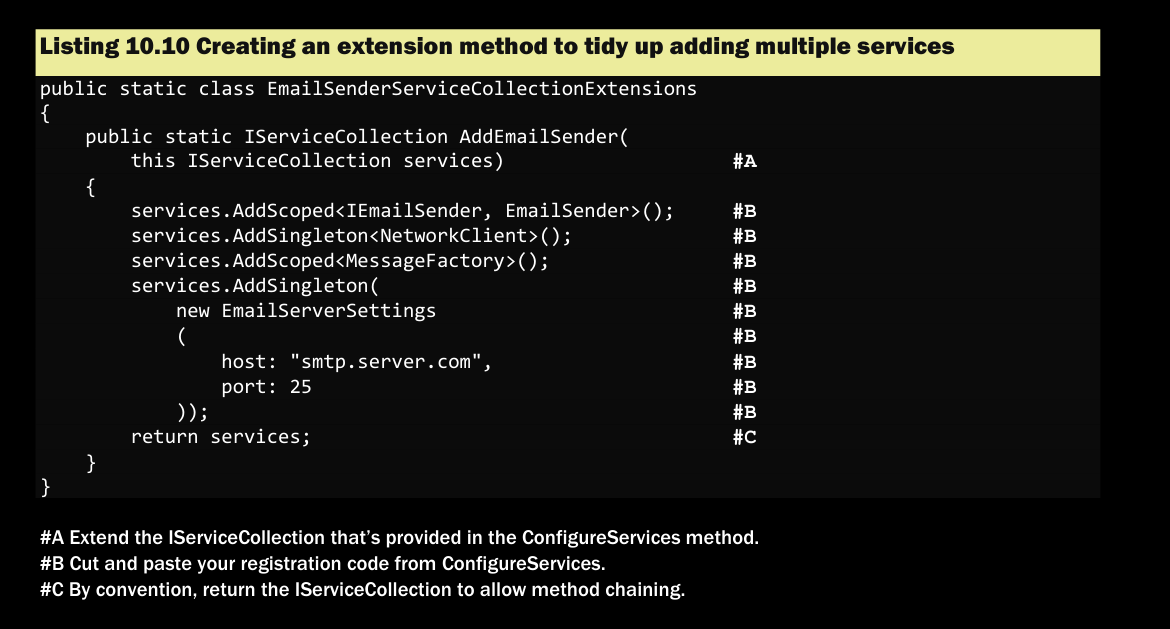 Listing 10.10 Creating an extension method to tidy up adding multiple services
public static class EmailSenderServiceCollectionExtensions
{
    public static IServiceCollection AddEmailSender(
        this IServiceCollection services)                    #A
    {
        services.AddScoped<IEmailSender, EmailSender>();     #B
        services.AddSingleton<NetworkClient>();              #B
        services.AddScoped<MessageFactory>();                #B
        services.AddSingleton(                               #B
            new EmailServerSettings                          #B
            (                                                #B
                host: "smtp.server.com",                     #B
                port: 25                                     #B
            ));                                              #B
        return services;                                     #C
    }
}
#A Extend the IServiceCollection that’s provided in the ConfigureServices method.
#B Cut and paste your registration code from ConfigureServices.
#C By convention, return the IServiceCollection to allow method chaining.